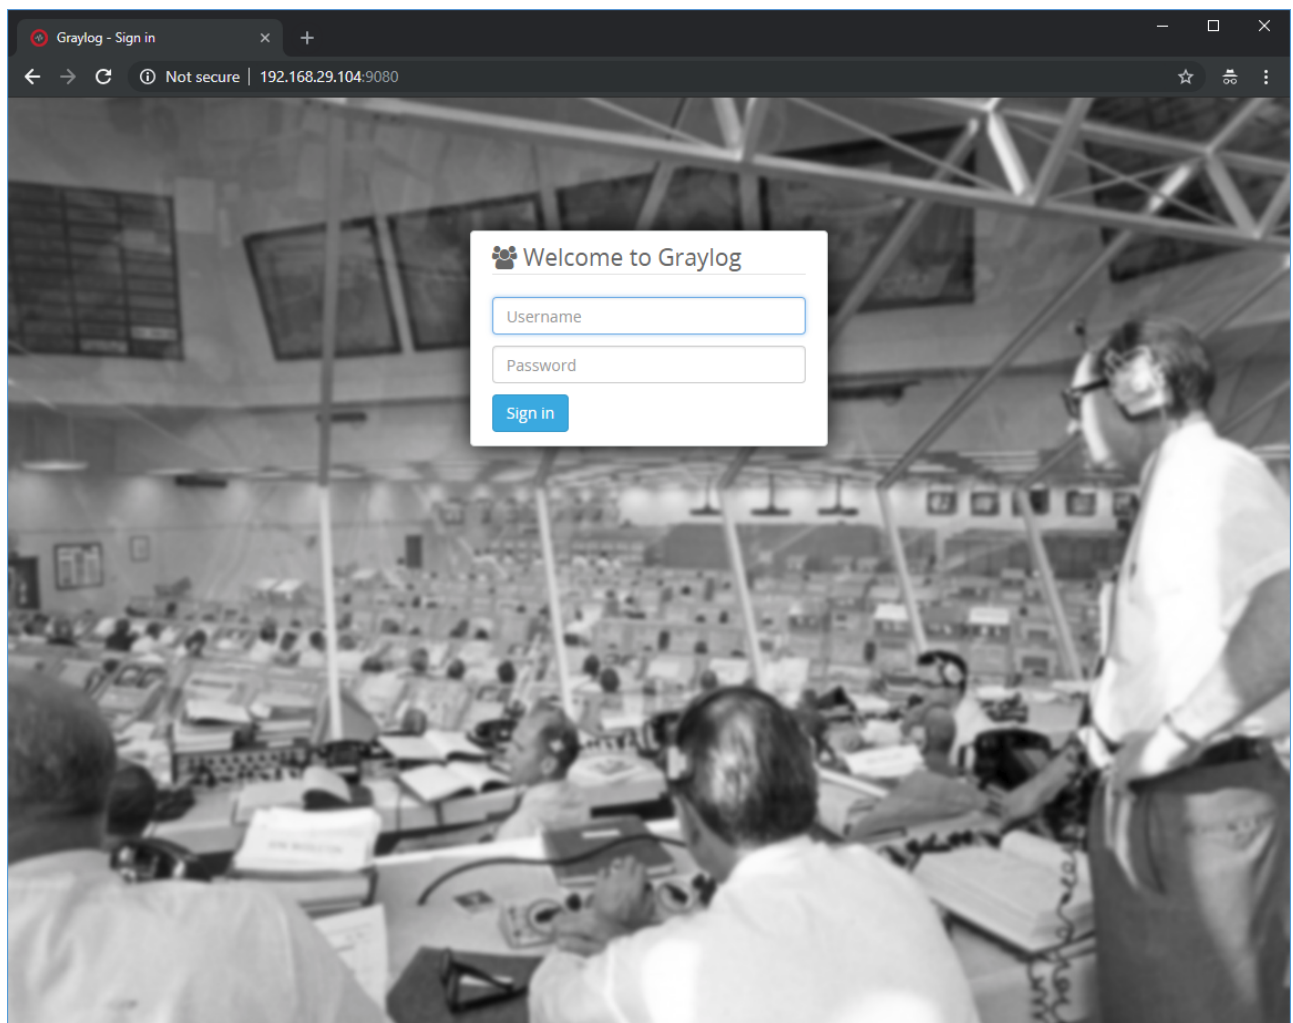 Graylog - Sign in
Not secure | 192.168.29.104:9080
Welcome to Graylog
Username
Password
Sign in